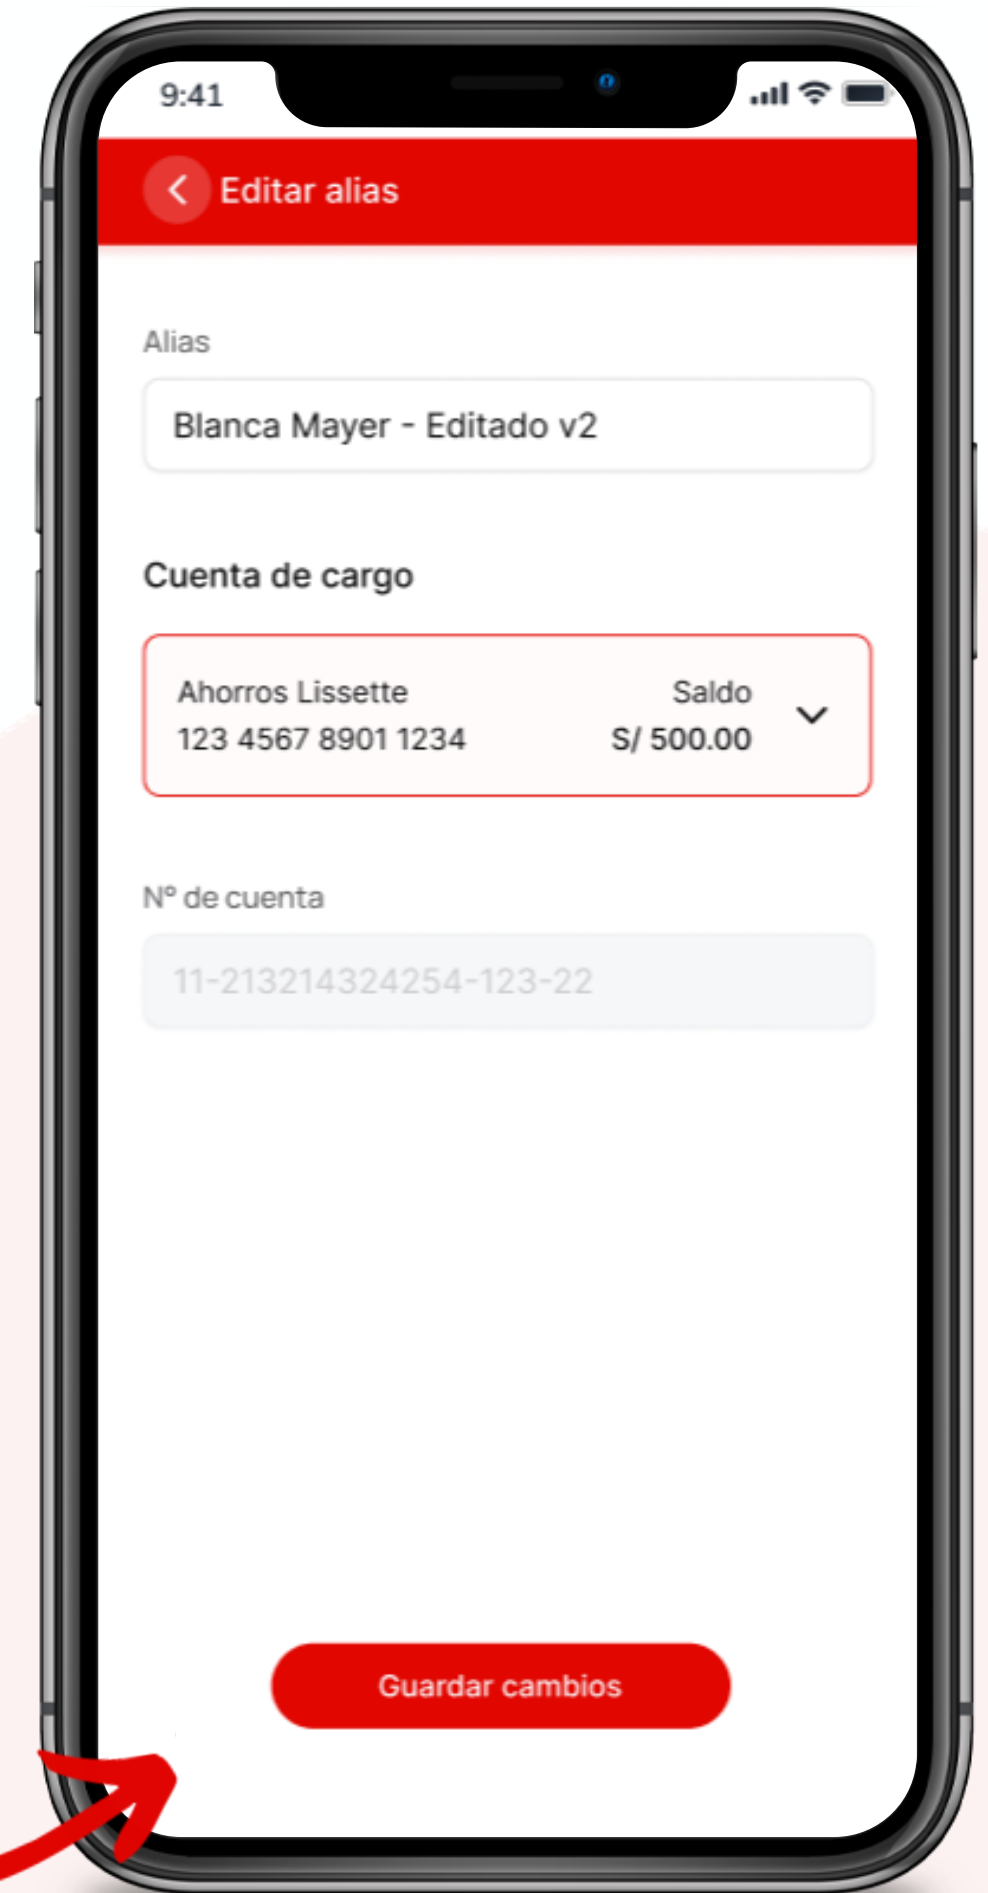 9:41
Editar alias
Alias
Blanca Mayer - Editado v2
Cuenta de cargo
Ahorros Lissette Saldo
123 4567 8901 1234 S/ 500.00
Nº de cuenta
11-213214324254-123-22
Guardar cambios